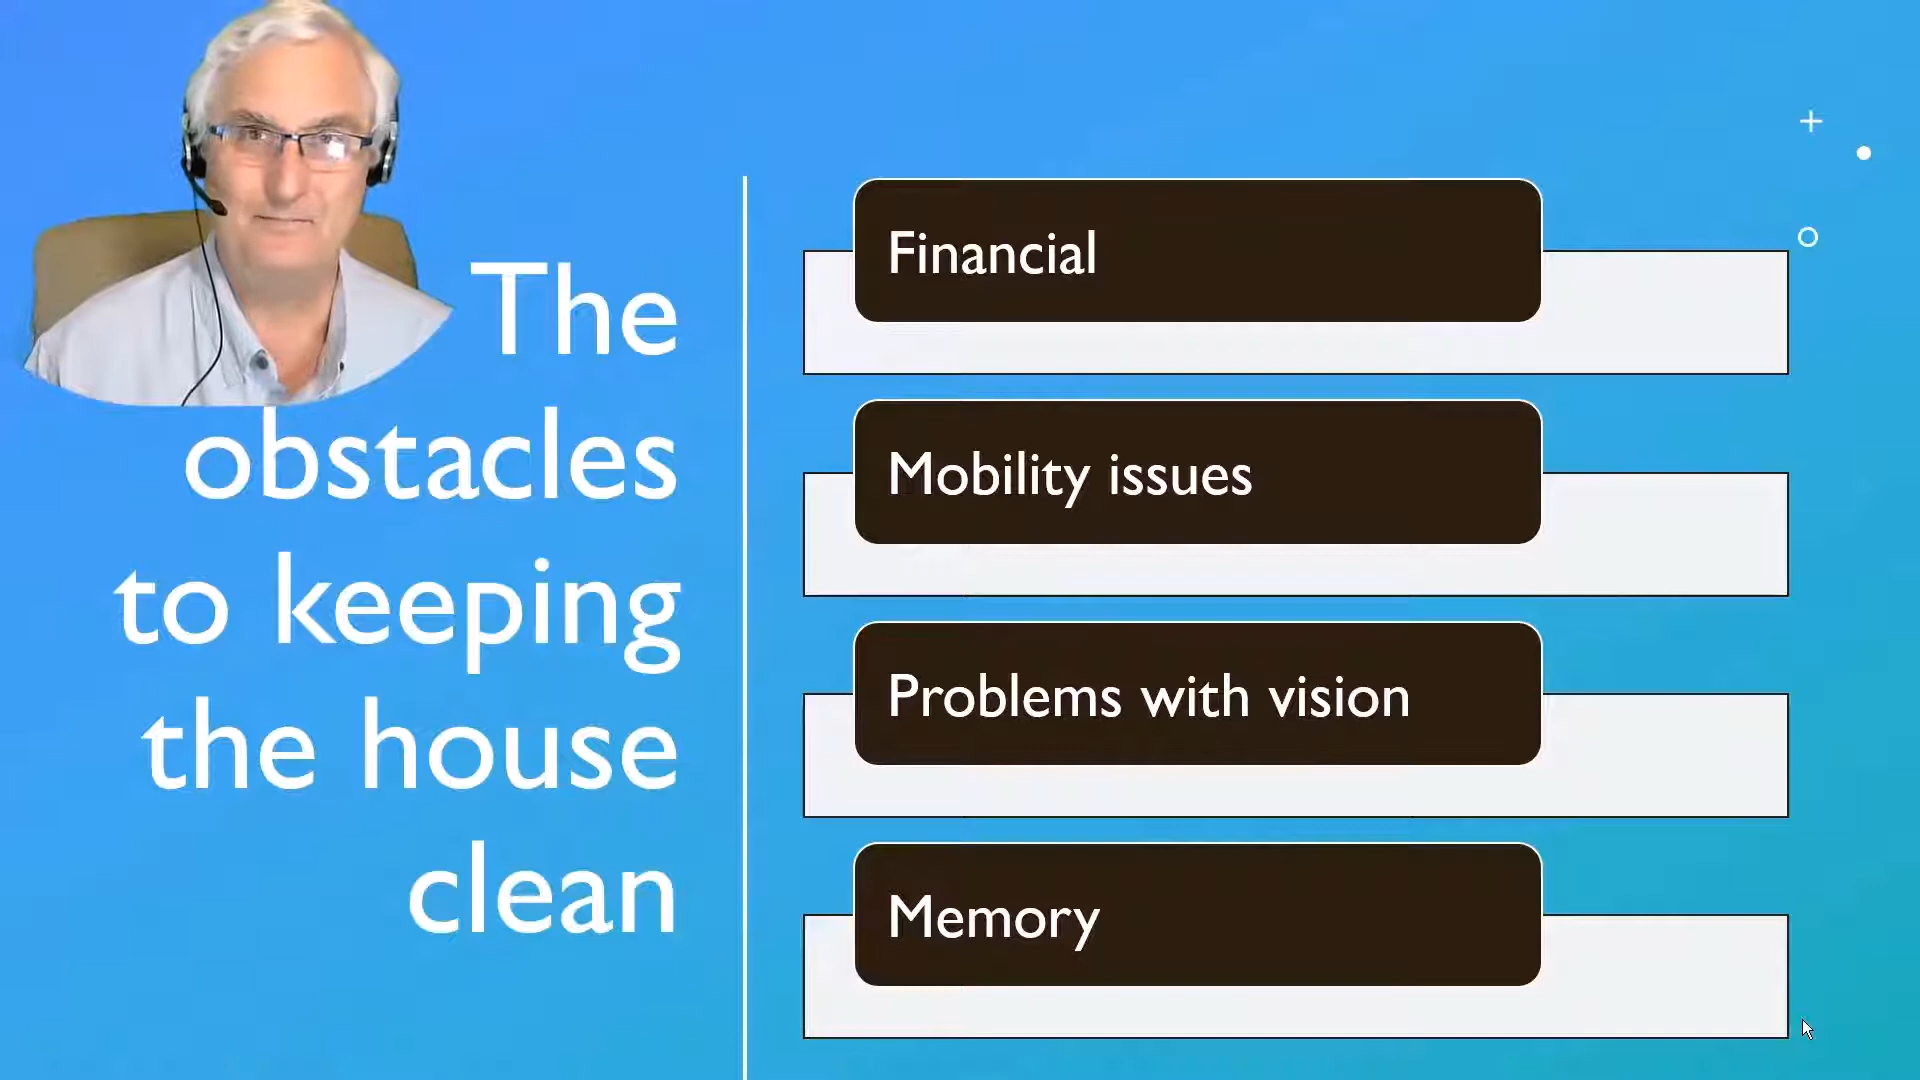 The
obstacles
to keeping
the house
clean
Financial
Mobility issues
Problems with vision
Memory